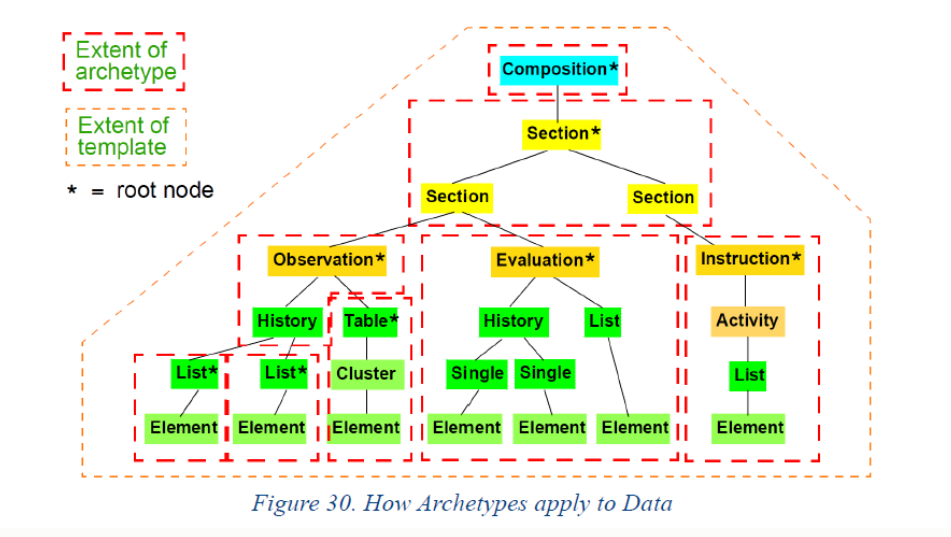 Extent of
archetype
Extent of
template
* = root node
Composition*
Section*
Section
Section
Observation*
Evaluation*
Instruction*
History
Table*
History
List
Activity
List*
List*
Cluster
Single
Single
List
Element
Element
Element
Element
Element
Element
Element
Figure 30. How Archetypes apply to Data